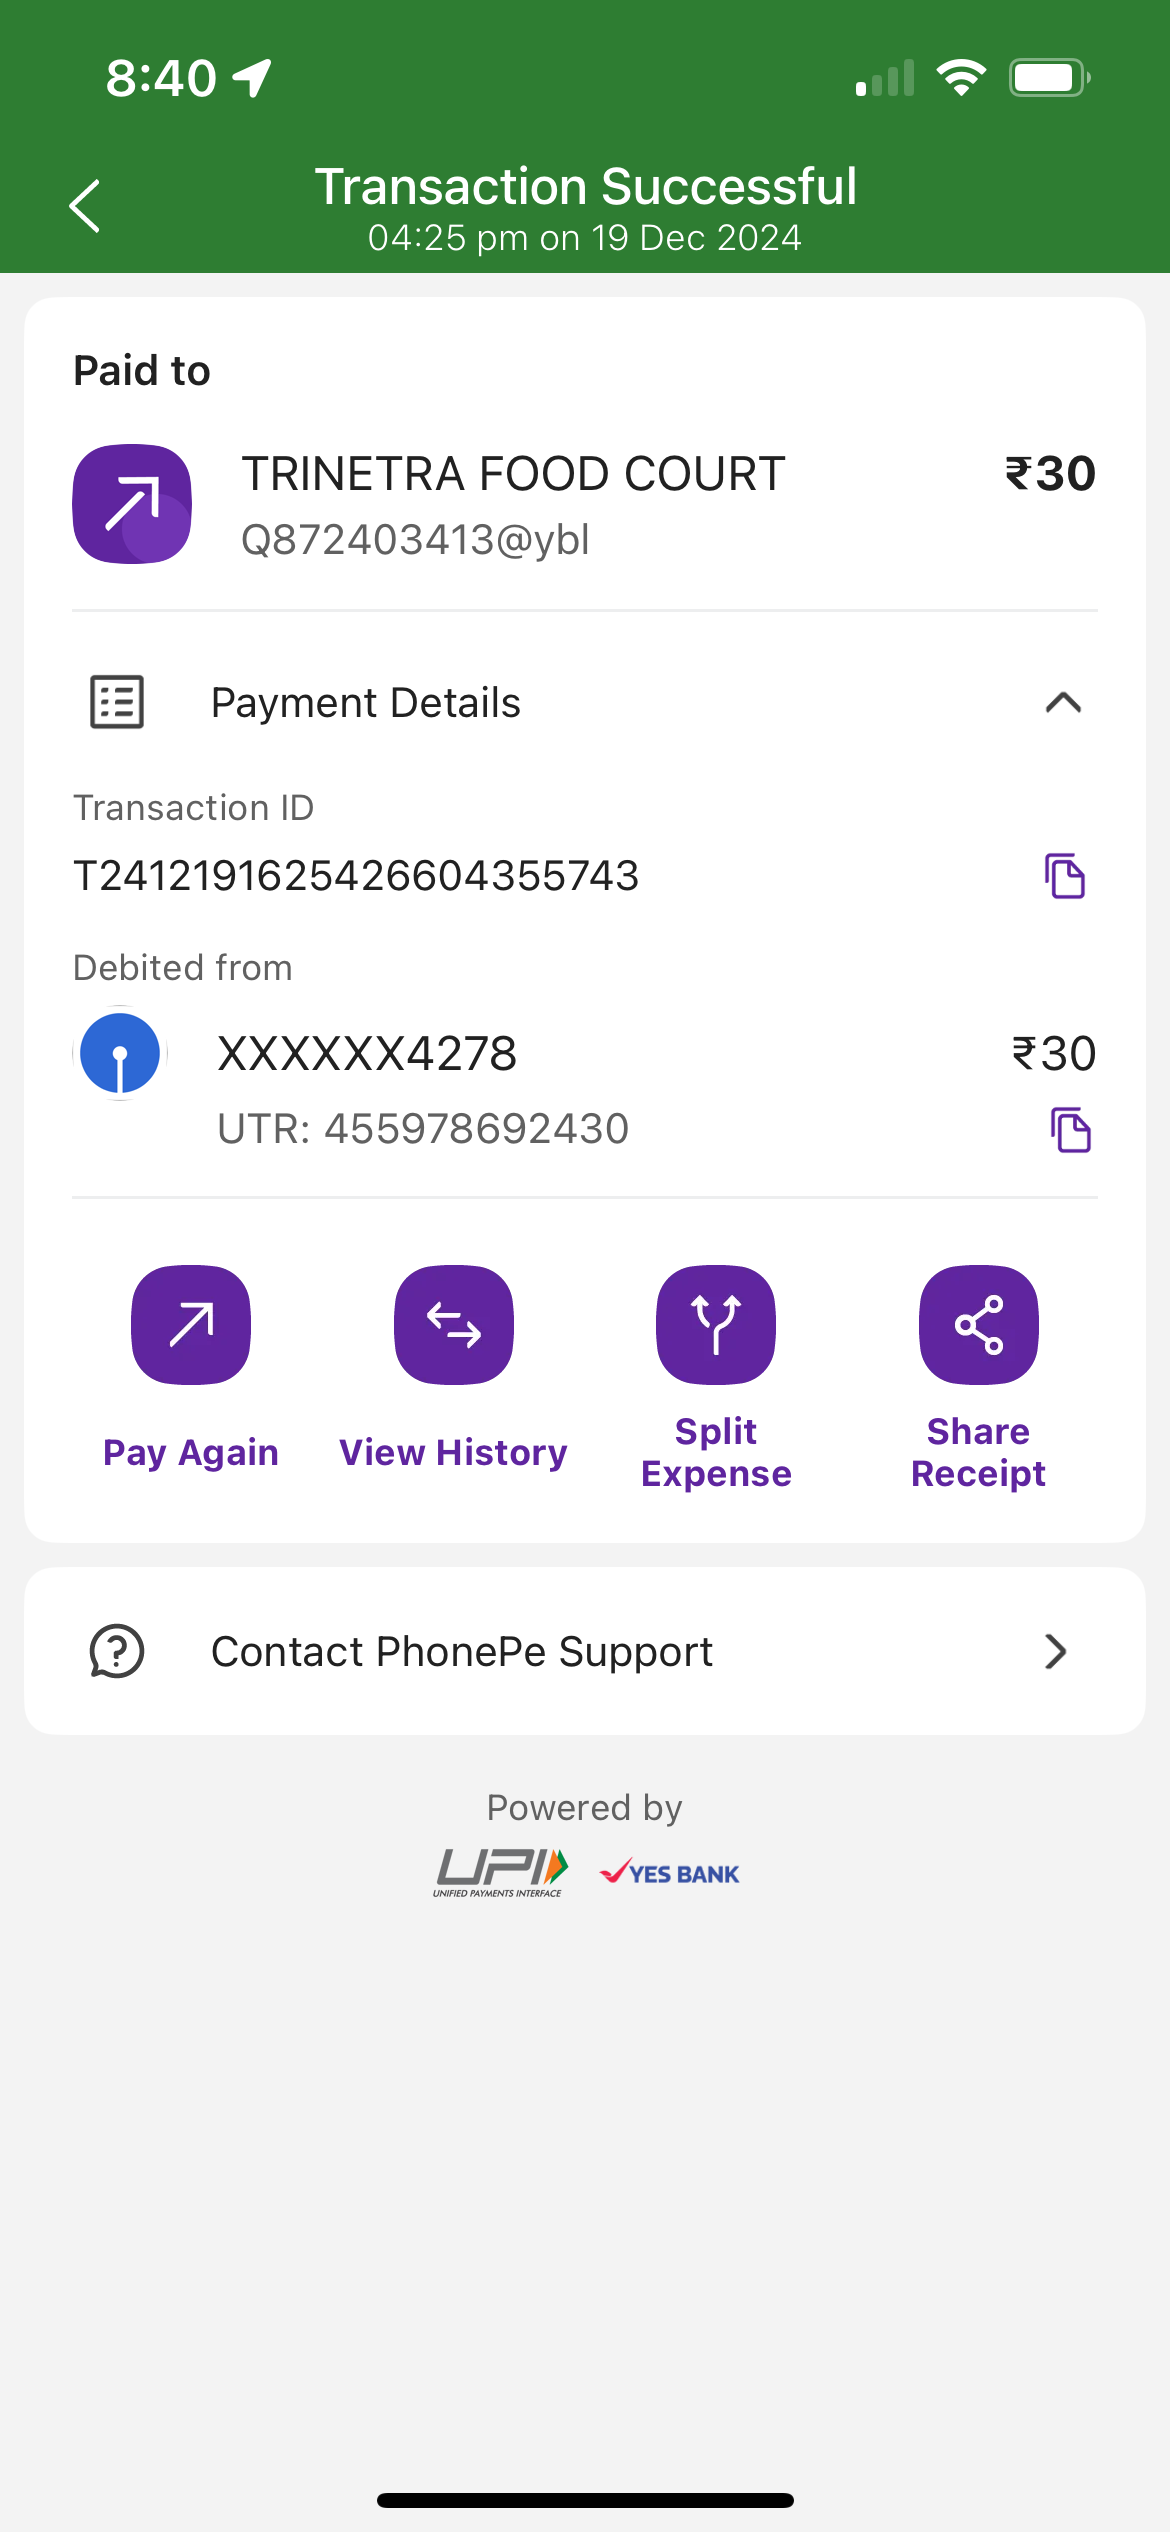 8:40
Transaction Successful
04:25 pm on 19 Dec 2024
Paid to
TRINETRA FOOD COURT ₹30
Q872403413@ybl
Payment Details
Transaction ID
T2412191625426604355743
Debited from
XXXXXX4278 ₹30
UTR: 455978692430
Pay Again View History Split Expense Share Receipt
Contact PhonePe Support
Powered by
UPI YES BANK
UNIFIED PAYMENTS INTERFACE